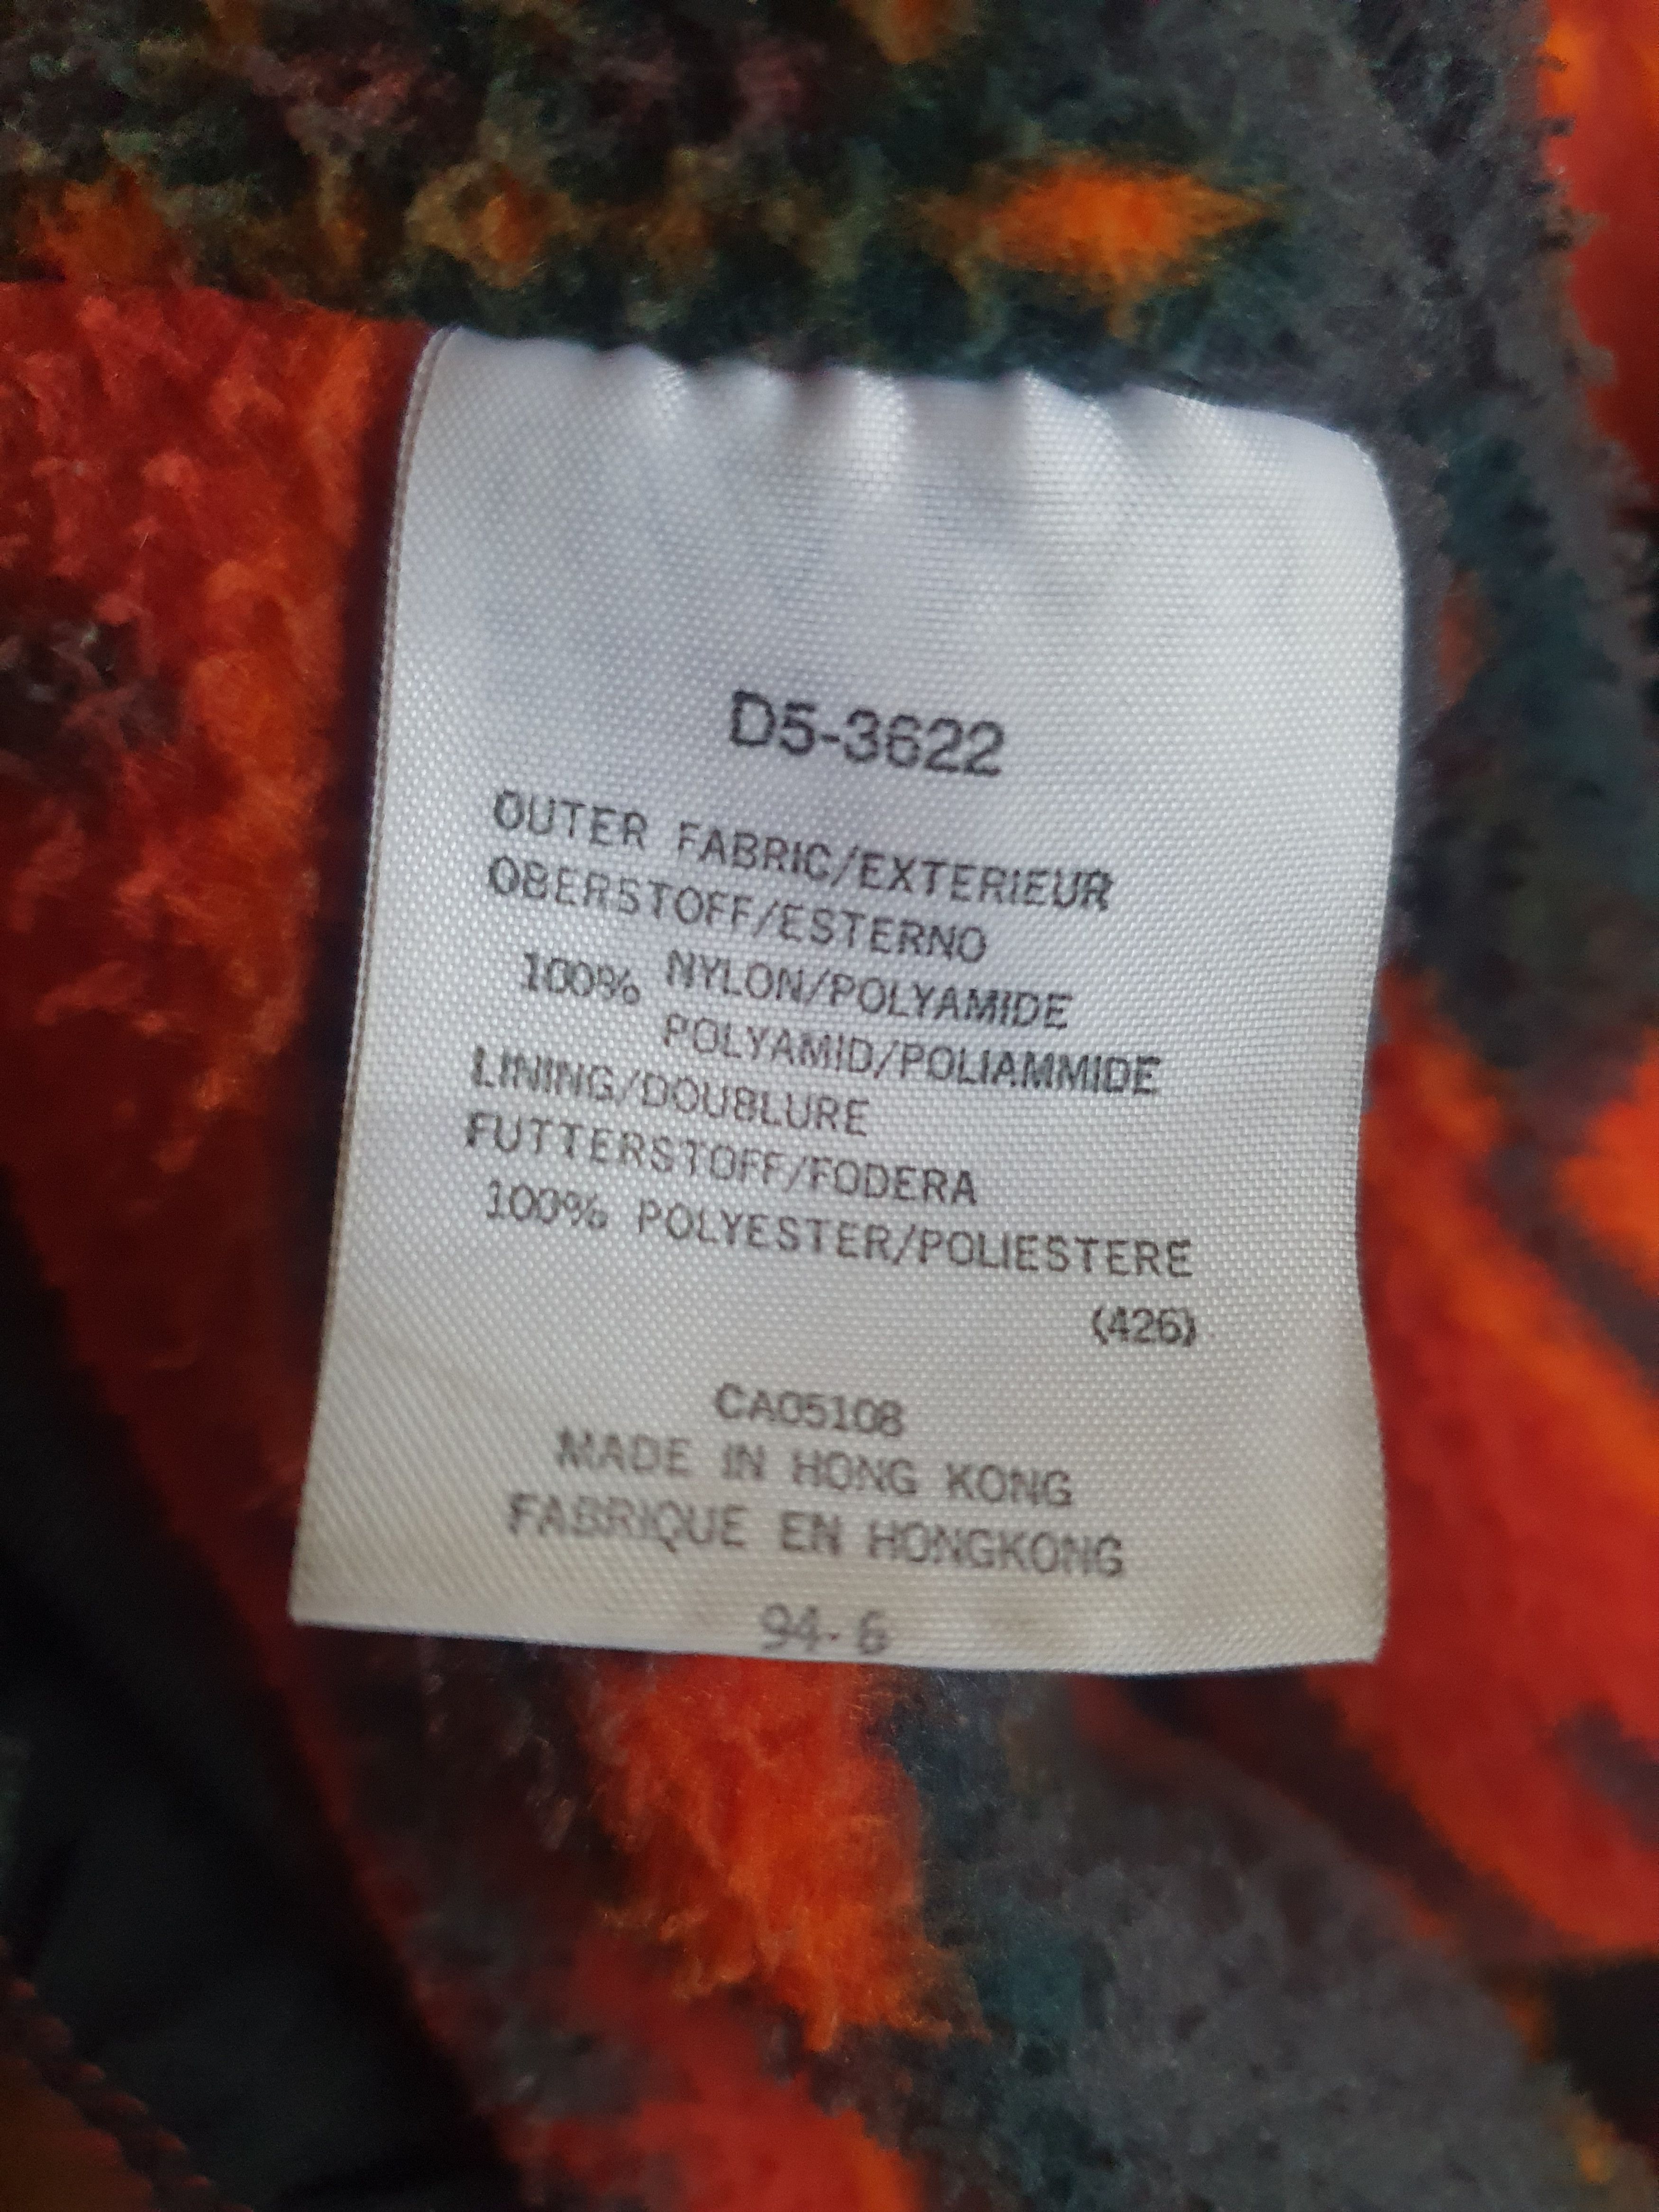 D5-3622
OUTER FABRIC/EXTERIEUR
OBERSTOFF/ESTERNO
100% NYLON/POLYAMIDE
POLYAMID/POLIAMMIDE
LINING/DOUBLURE
FUTTERSTOFF/FODERA
100% POLYESTER/POLIESTERE
(426)
CA05108
MADE IN HONG KONG
FABRIQUE EN HONGKONG
94-6